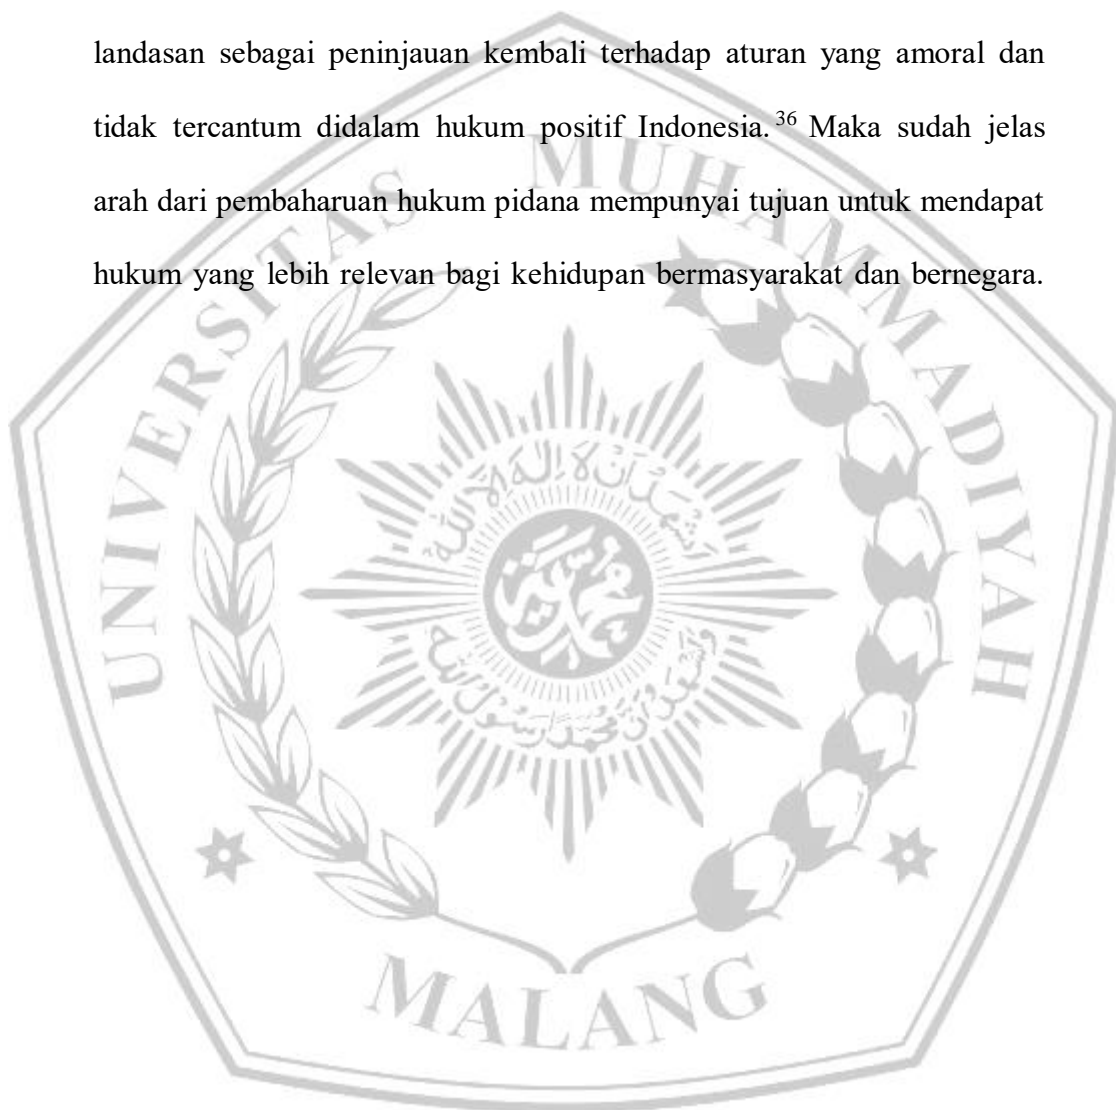 landasan sebagai peninjauan kembali terhadap aturan yang amoral dan
tidak tercantum didalam hukum positif Indonesia. 36 Maka sudah jelas
arah dari pembaharuan hukum pidana mempunyai tujuan untuk mendapat
hukum yang lebih relevan bagi kehidupan bermasyarakat dan bernegara.
UNIVERSITAS MUHAMMADIYAH
MALANG